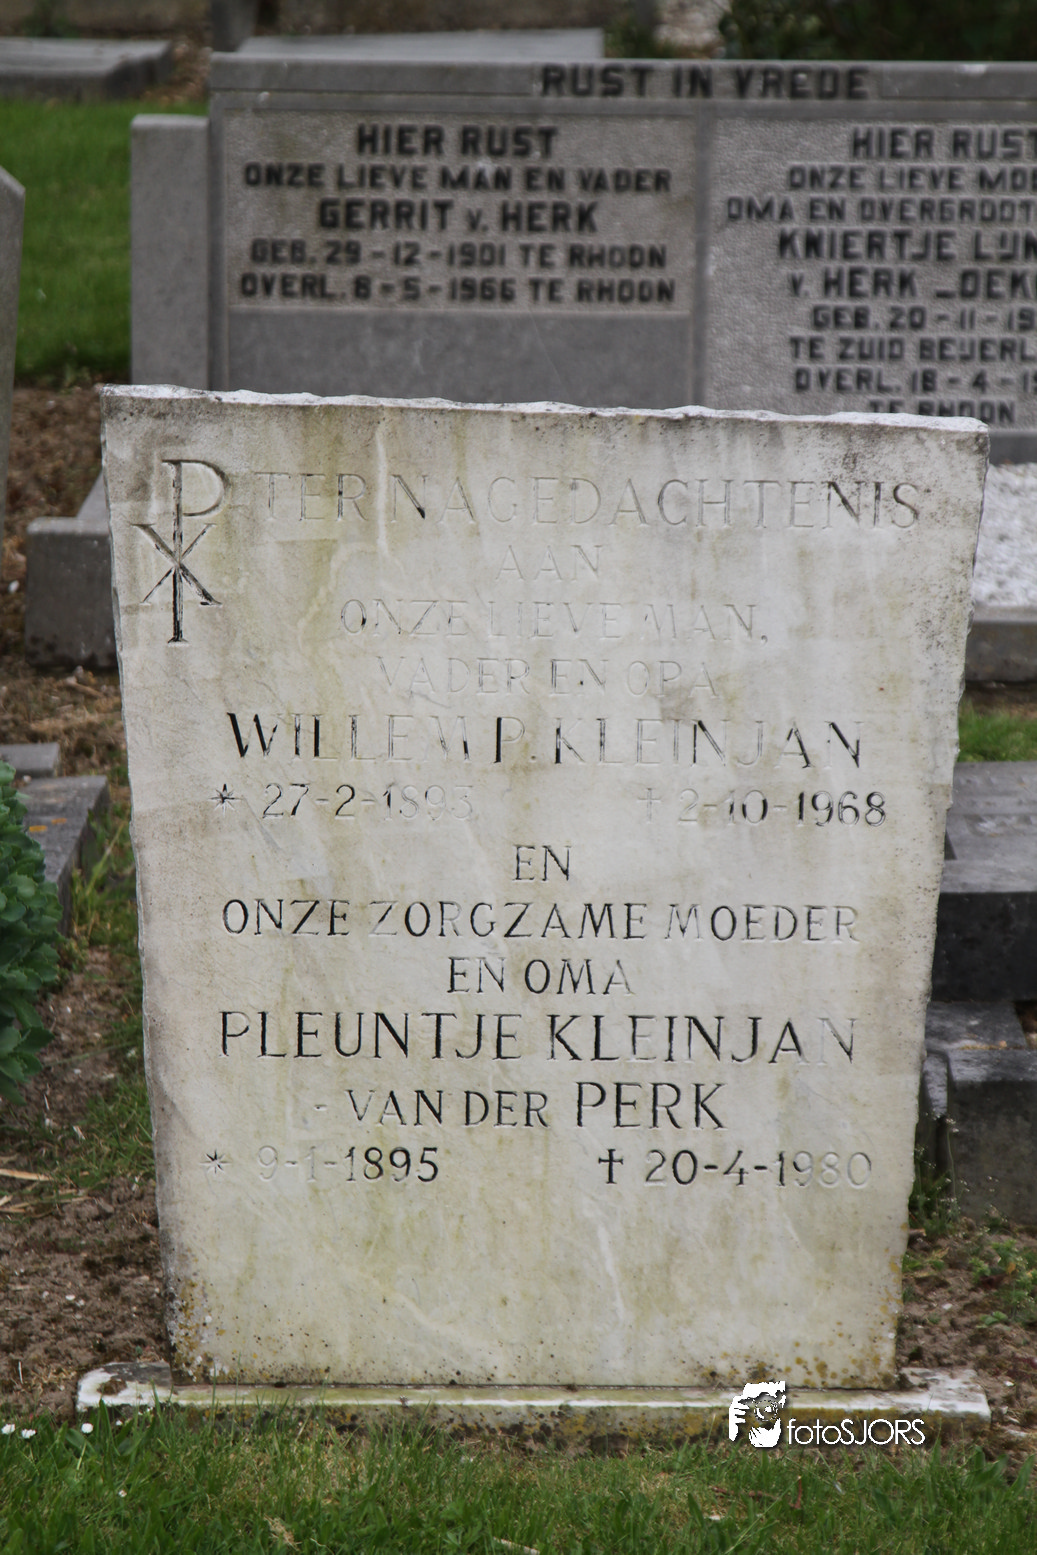 RUST IN VREDE
HIER RUST
ONZE LIEVE MAN EN VADER
GERRIT v. HERK
GEB. 29-12-1901 TE RHOON
OVERL. 8-5-1966 TE RHOON
HIER RUST
ONZE LIEVE
OMA EN
KNIERTJE
v. HERK
GEB. 20-11-
TE ZUID
OVERL. 18-4-
TE RHOON
TER NAGEDACHTENIS
AAN
ONZE LIEVE MAN,
VADER EN OPA
WILLEM P. KLEINJAN
* 27-2-1893 † 2-10-1968
EN
ONZE ZORGZAME MOEDER
EN OMA
PLEUNTJE KLEINJAN
- VAN DER PERK
* 9-1-1895 † 20-4-1980
fotoSJORS